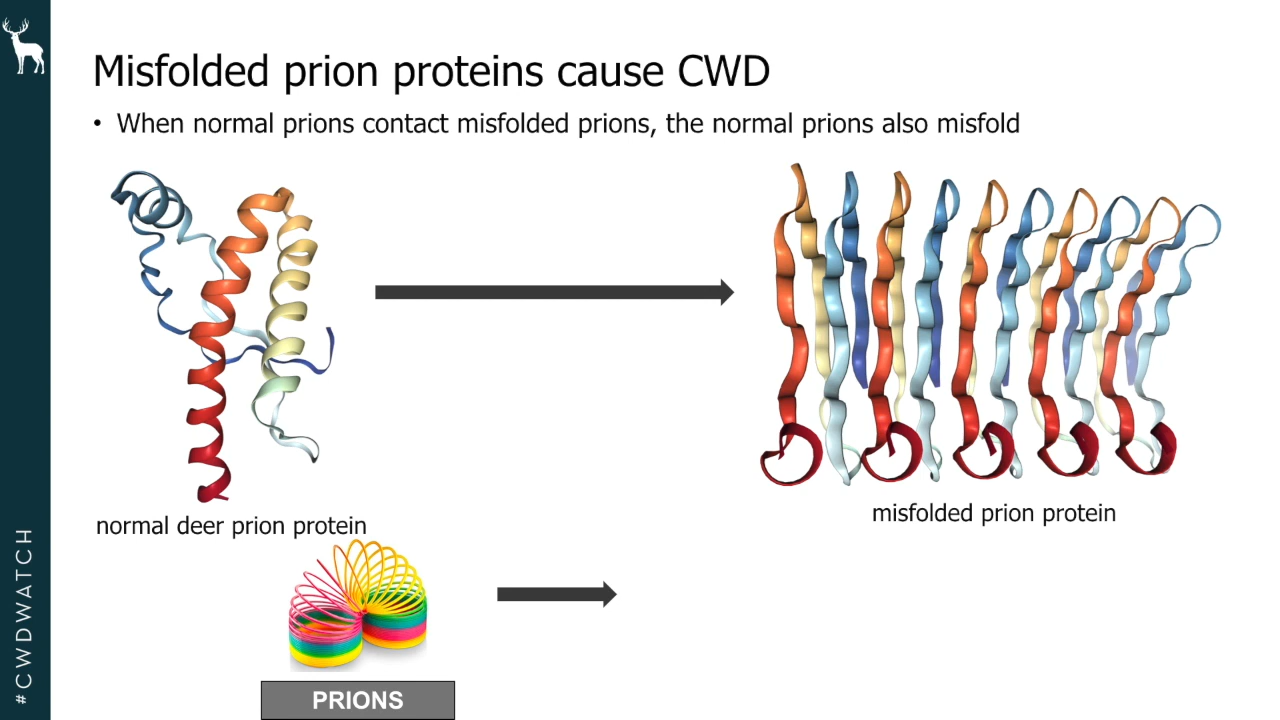 Misfolded prion proteins cause CWD
• When normal prions contact misfolded prions, the normal prions also misfold
normal deer prion protein
misfolded prion protein
PRIONS
#CWDWATCH